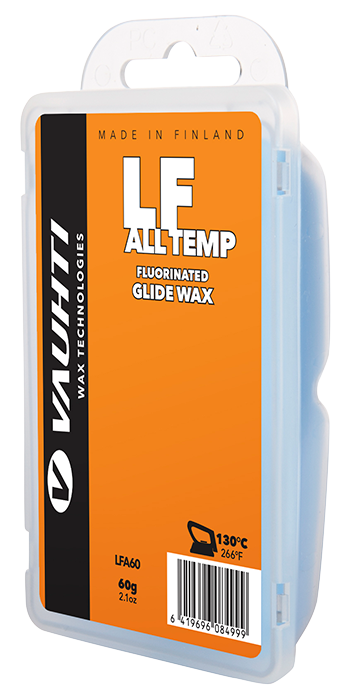 MADE IN FINLAND
LF
ALL TEMP
FLUORINATED
GLIDE WAX
VAUHTI
WAX TECHNOLOGIES
130°C
266°F
LFA60
60g
2.1oz
6 419696 084999